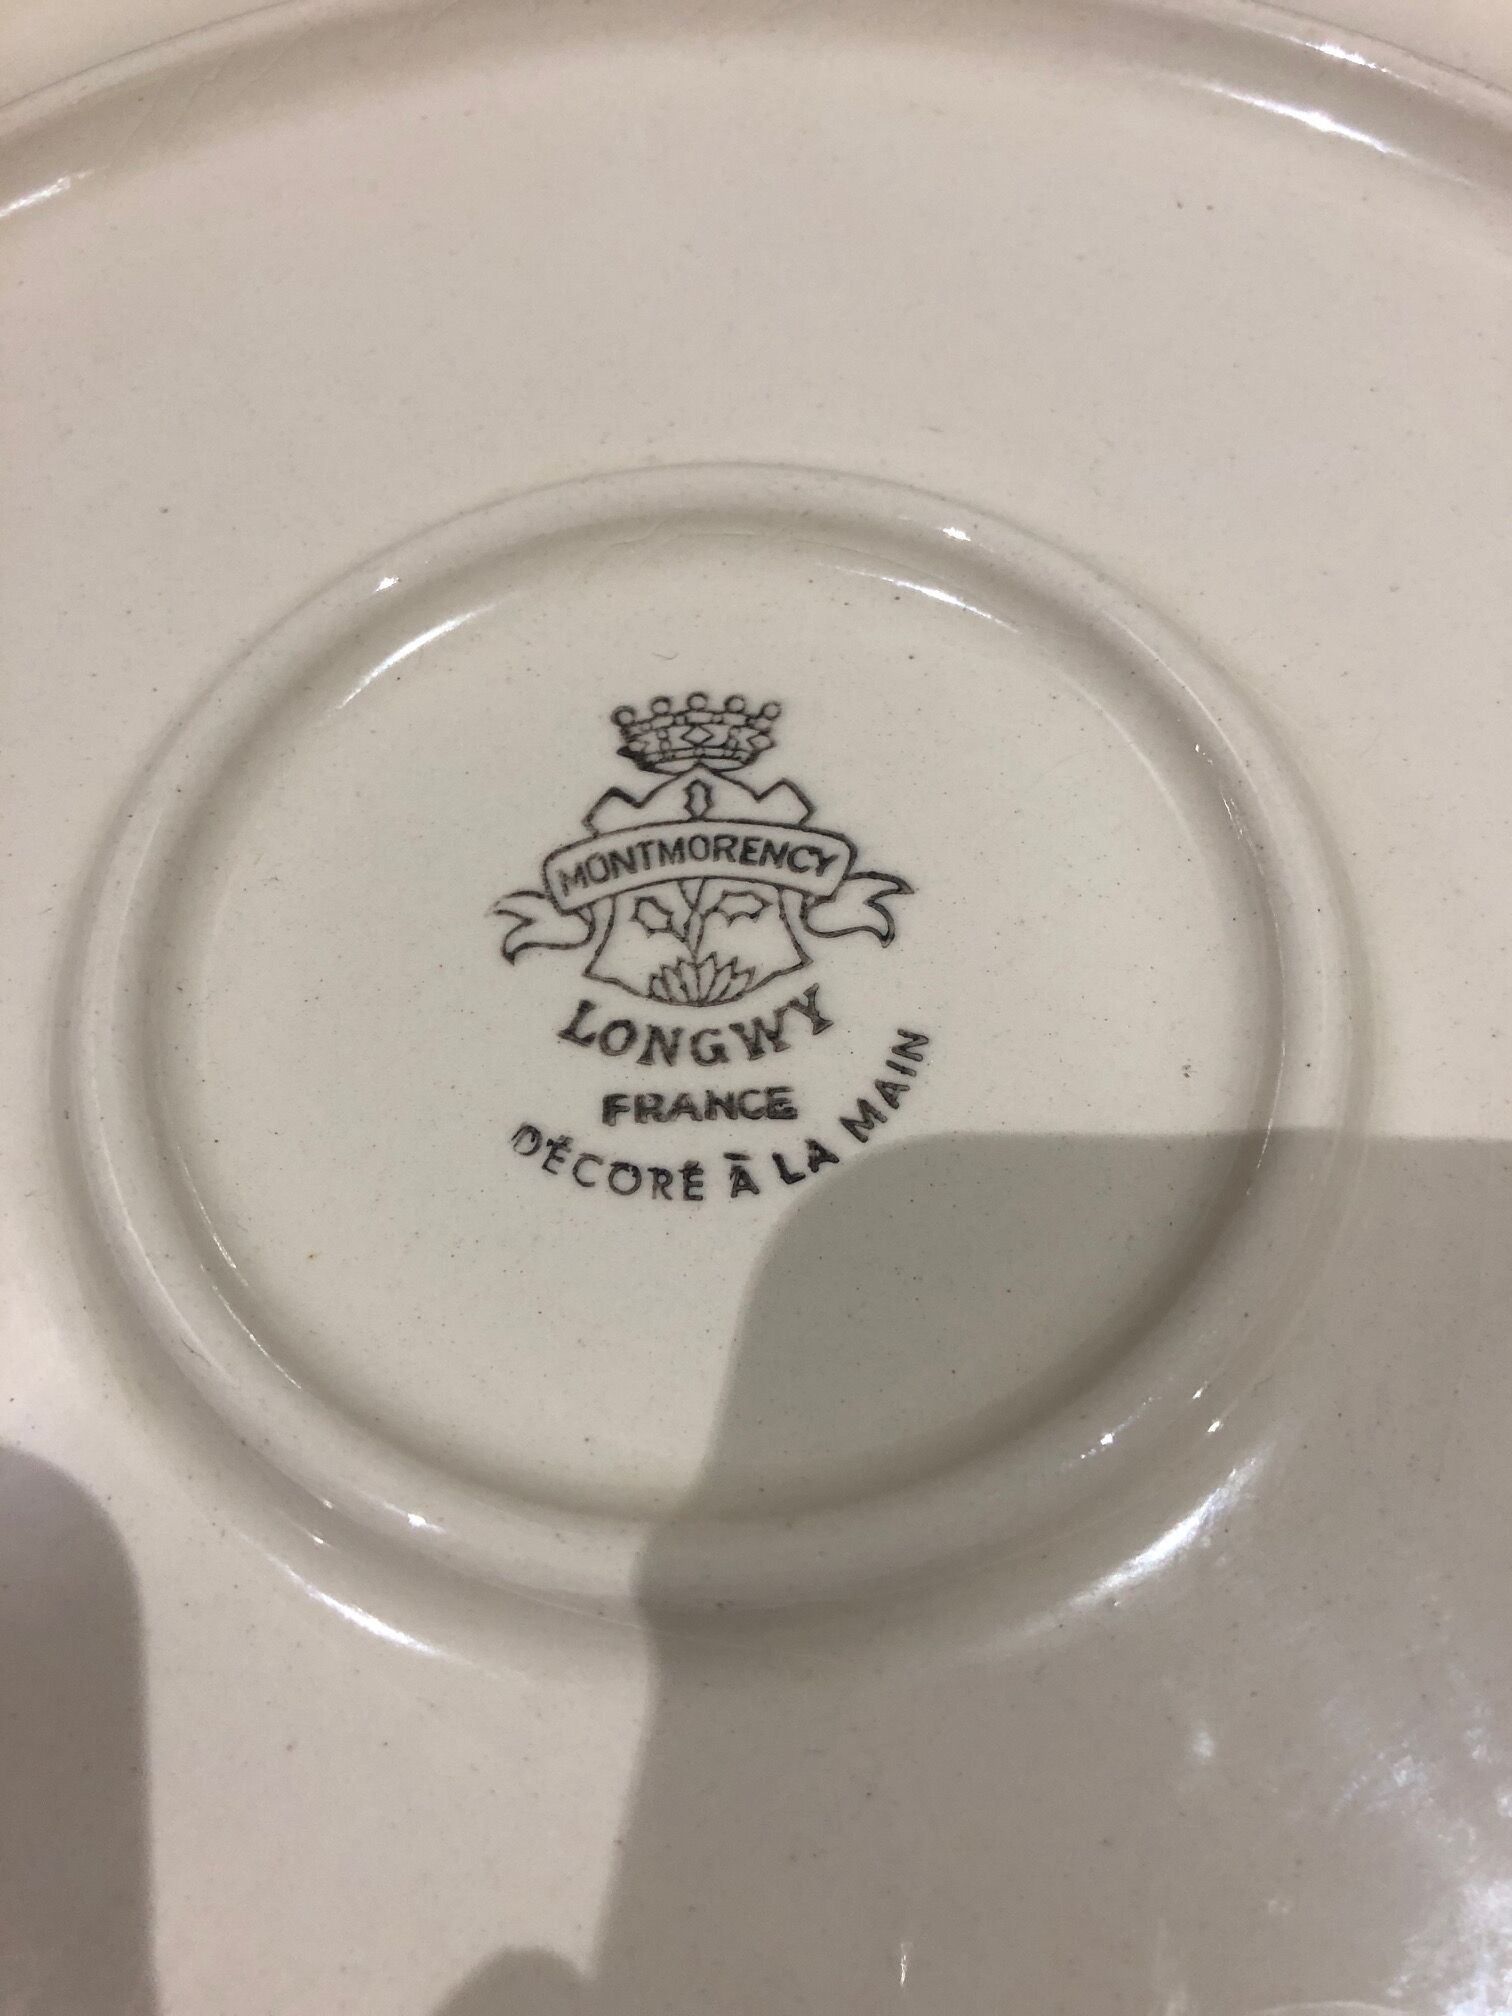 MONTMORENCY
LONGWY
FRANCE
DÉCORÉ À LA MAIN